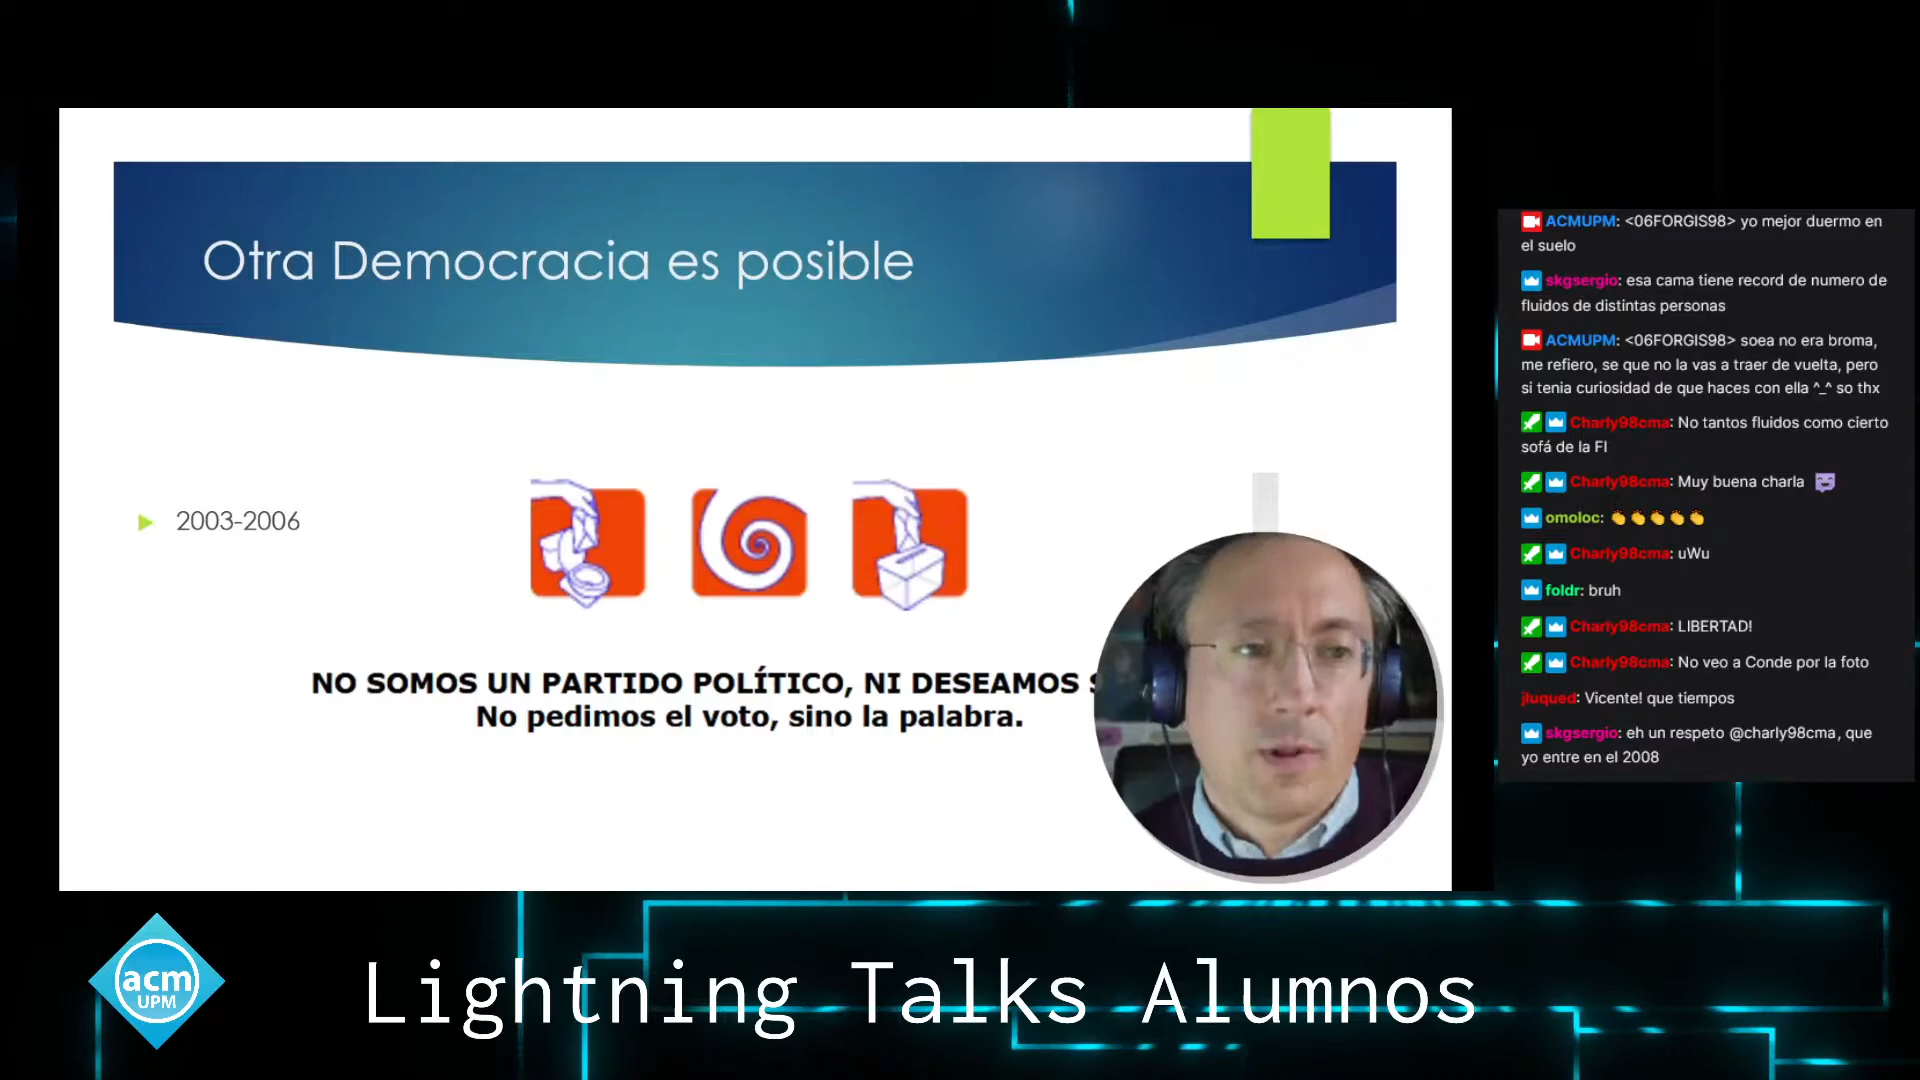 Otra Democracia es posible
2003-2006
NO SOMOS UN PARTIDO POLÍTICO, NI DESEAMOS
No pedimos el voto, sino la palabra.
ACMUPM: <06FORGIS98> yo mejor duermo en
el suelo
skgsergio: esa cama tiene record de numero de
fluidos de distintas personas
ACMUPM: <06FORGIS98> soea no era broma,
me refiero, se que no la vas a traer de vuelta, pero
si tenia curiosidad de que haces con ella ^_^ so thx
Charly98cma: No tantos fluidos como cierto
sofá de la FI
Charly98cma: Muy buena charla
omoloc: 👏👏👏👏👏
Charly98cma: uWu
foldr: bruh
Charly98cma: LIBERTAD!
Charly98cma: No veo a Conde por la foto
jluqued: Vicente! que tiempos
skgsergio: eh un respeto @charly98cma, que
yo entre en el 2008
acm
UPM
Lightning Talks Alumnos